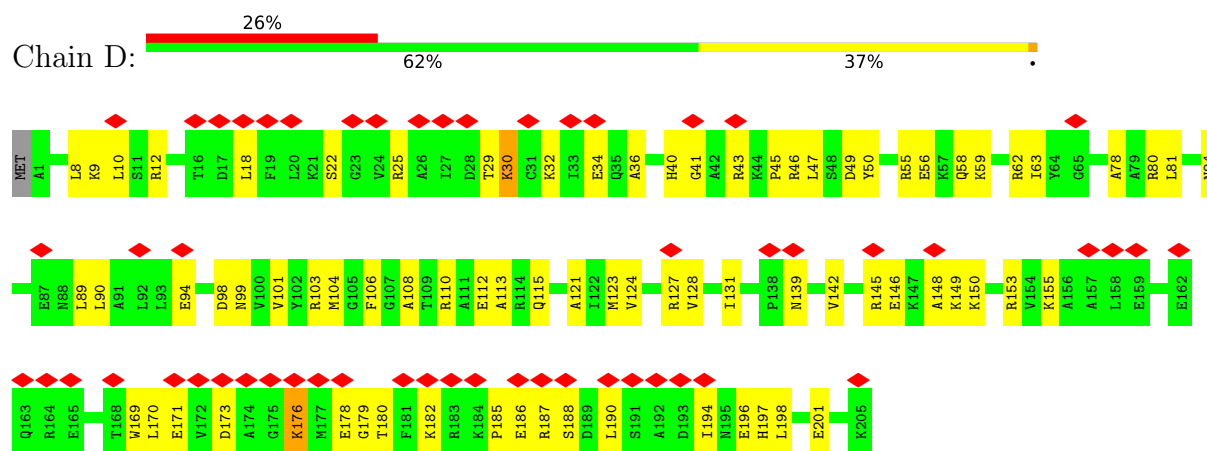 26%
Chain D:
62% 37% •
MET A1 L8 K9 L10 S11 R12 T16 D17 L18 F19 L20 K21 S22 G23 V24 R25 A26 I27 D28 T29 K30 C31 K32 I33 E34 Q35 A36 H40 G41 A42 R43 K44 P45 R46 L47 S48 D49 Y50 R55 E56 K57 Q58 K59 R62 I63 Y64 G65 A78 A79 R80 L81
E87 N88 L89 L90 A91 L92 L93 E94 D98 N99 V100 V101 Y102 R103 M104 G105 F106 G107 A108 T109 R110 A111 E112 A113 R114 Q115 A121 I122 M123 V124 R127 V128 I131 P138 N139 V142 R145 E146 K147 A148 K149 K150 R153 V154 K155 A156 A157 L158 E159 E162
Q163 R164 E165 T168 W169 L170 E171 V172 D173 A174 G175 K176 M177 E178 G179 T180 F181 K182 R183 K184 P185 E186 R187 S188 D189 L190 S191 A192 D193 I194 N195 E196 H197 L198 E201 K205